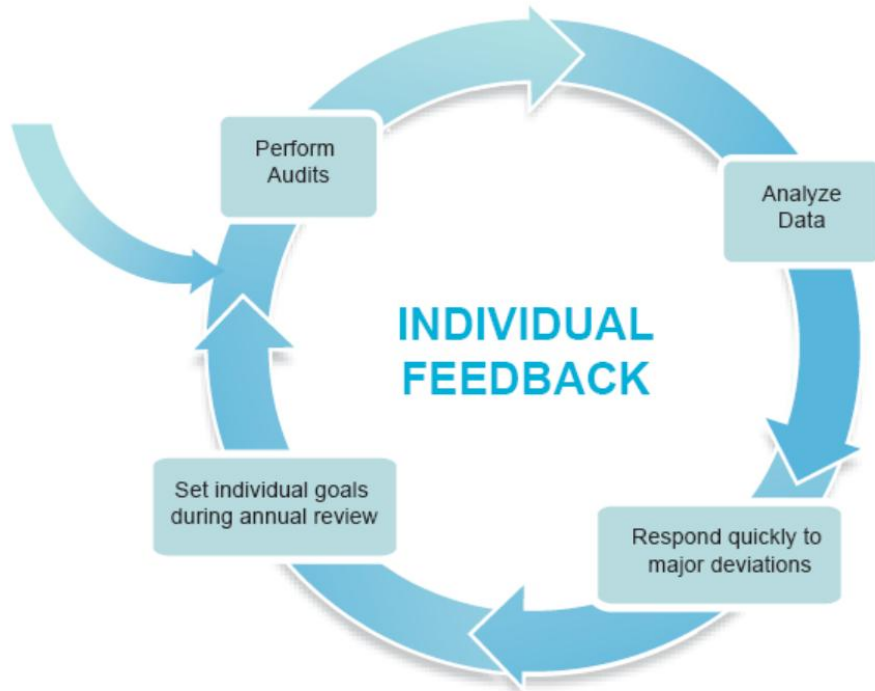 Perform
Audits
Analyze
Data
INDIVIDUAL
FEEDBACK
Set individual goals
during annual review
Respond quickly to
major deviations